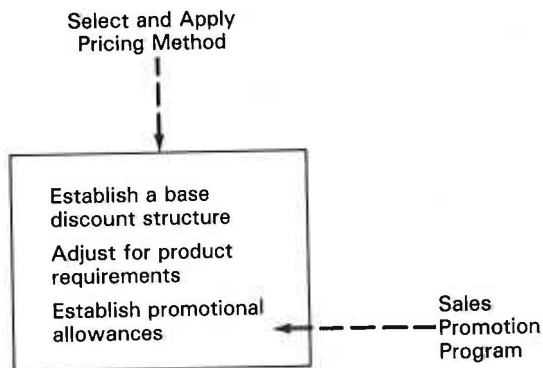 Select and Apply
Pricing Method
Establish a base
discount structure
Adjust for product
requirements
Establish promotional
allowances
Sales
Promotion
Program